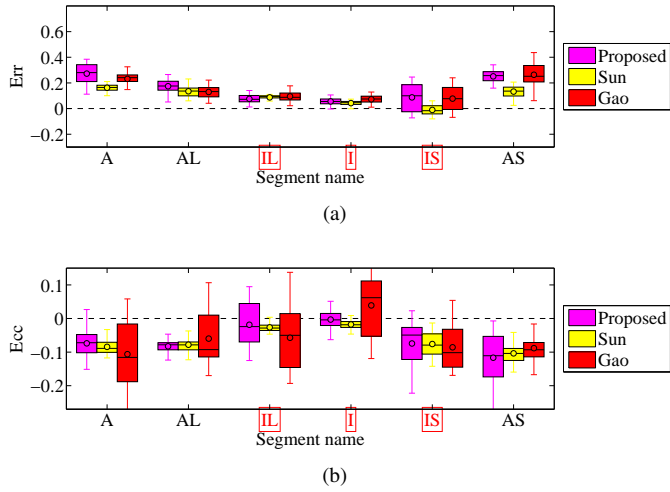 0.6
0.4
0.2
0
−0.2
Err
A AL IL I IS AS
Segment name
Proposed
Sun
Gao
(a)
0.1
0
−0.1
−0.2
Ecc
A AL IL I IS AS
Segment name
Proposed
Sun
Gao
(b)